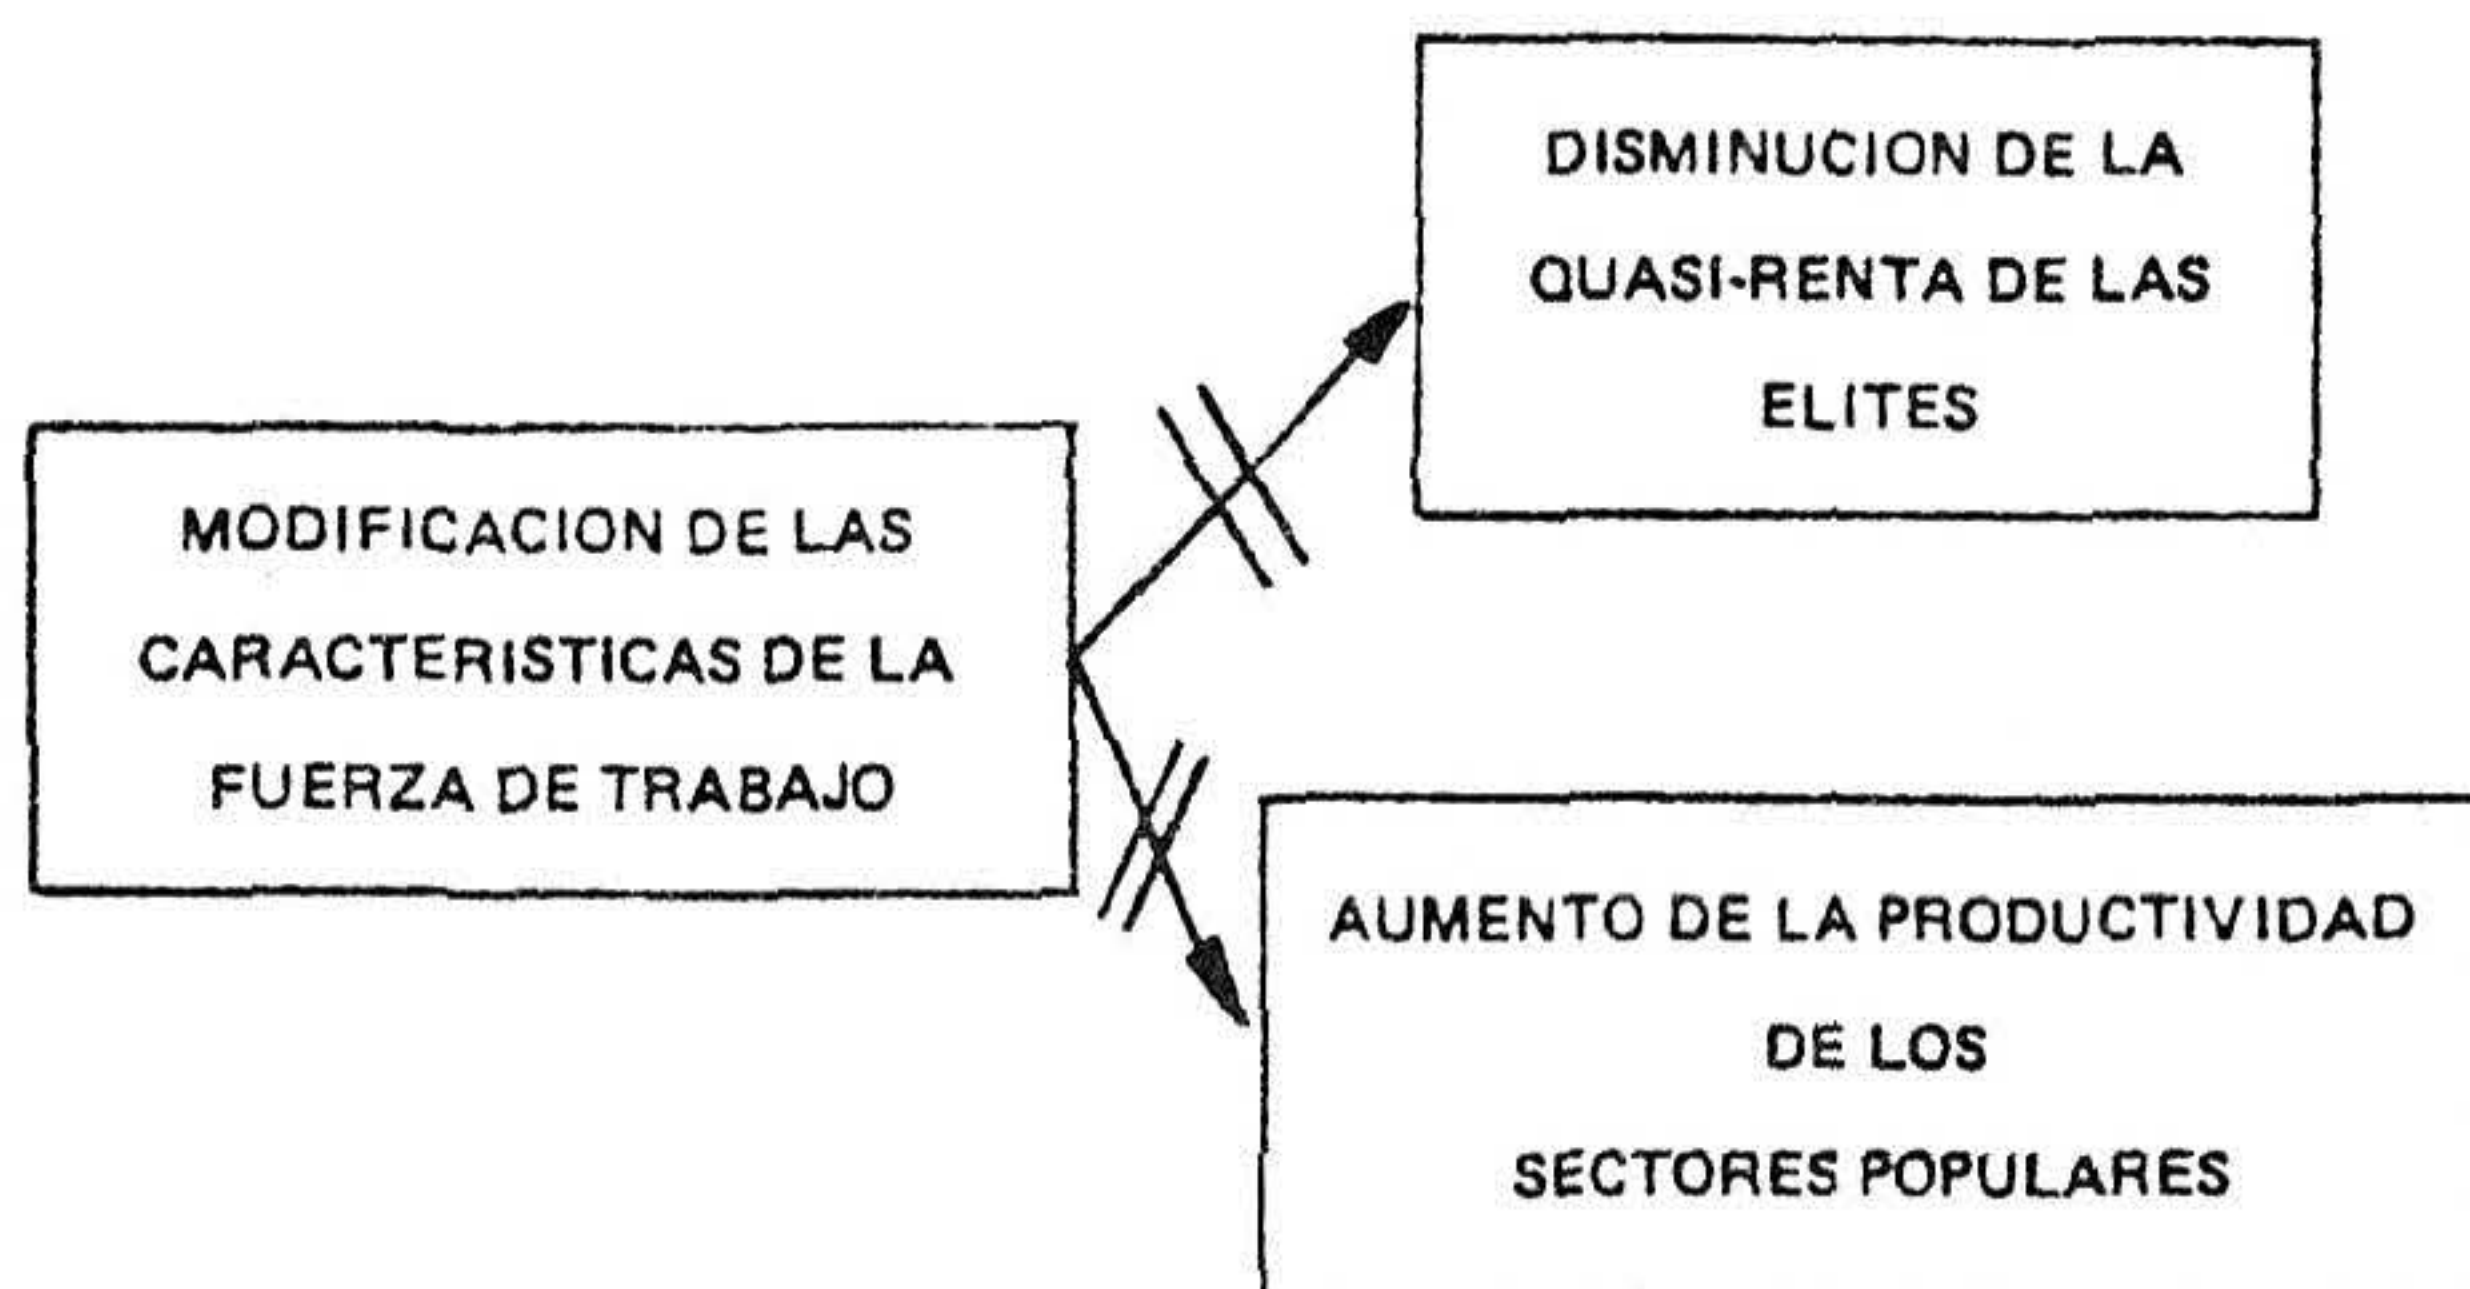 DISMINUCION DE LA
QUASI-RENTA DE LAS
ELITES
MODIFICACION DE LAS
CARACTERISTICAS DE LA
FUERZA DE TRABAJO
AUMENTO DE LA PRODUCTIVIDAD
DE LOS
SECTORES POPULARES